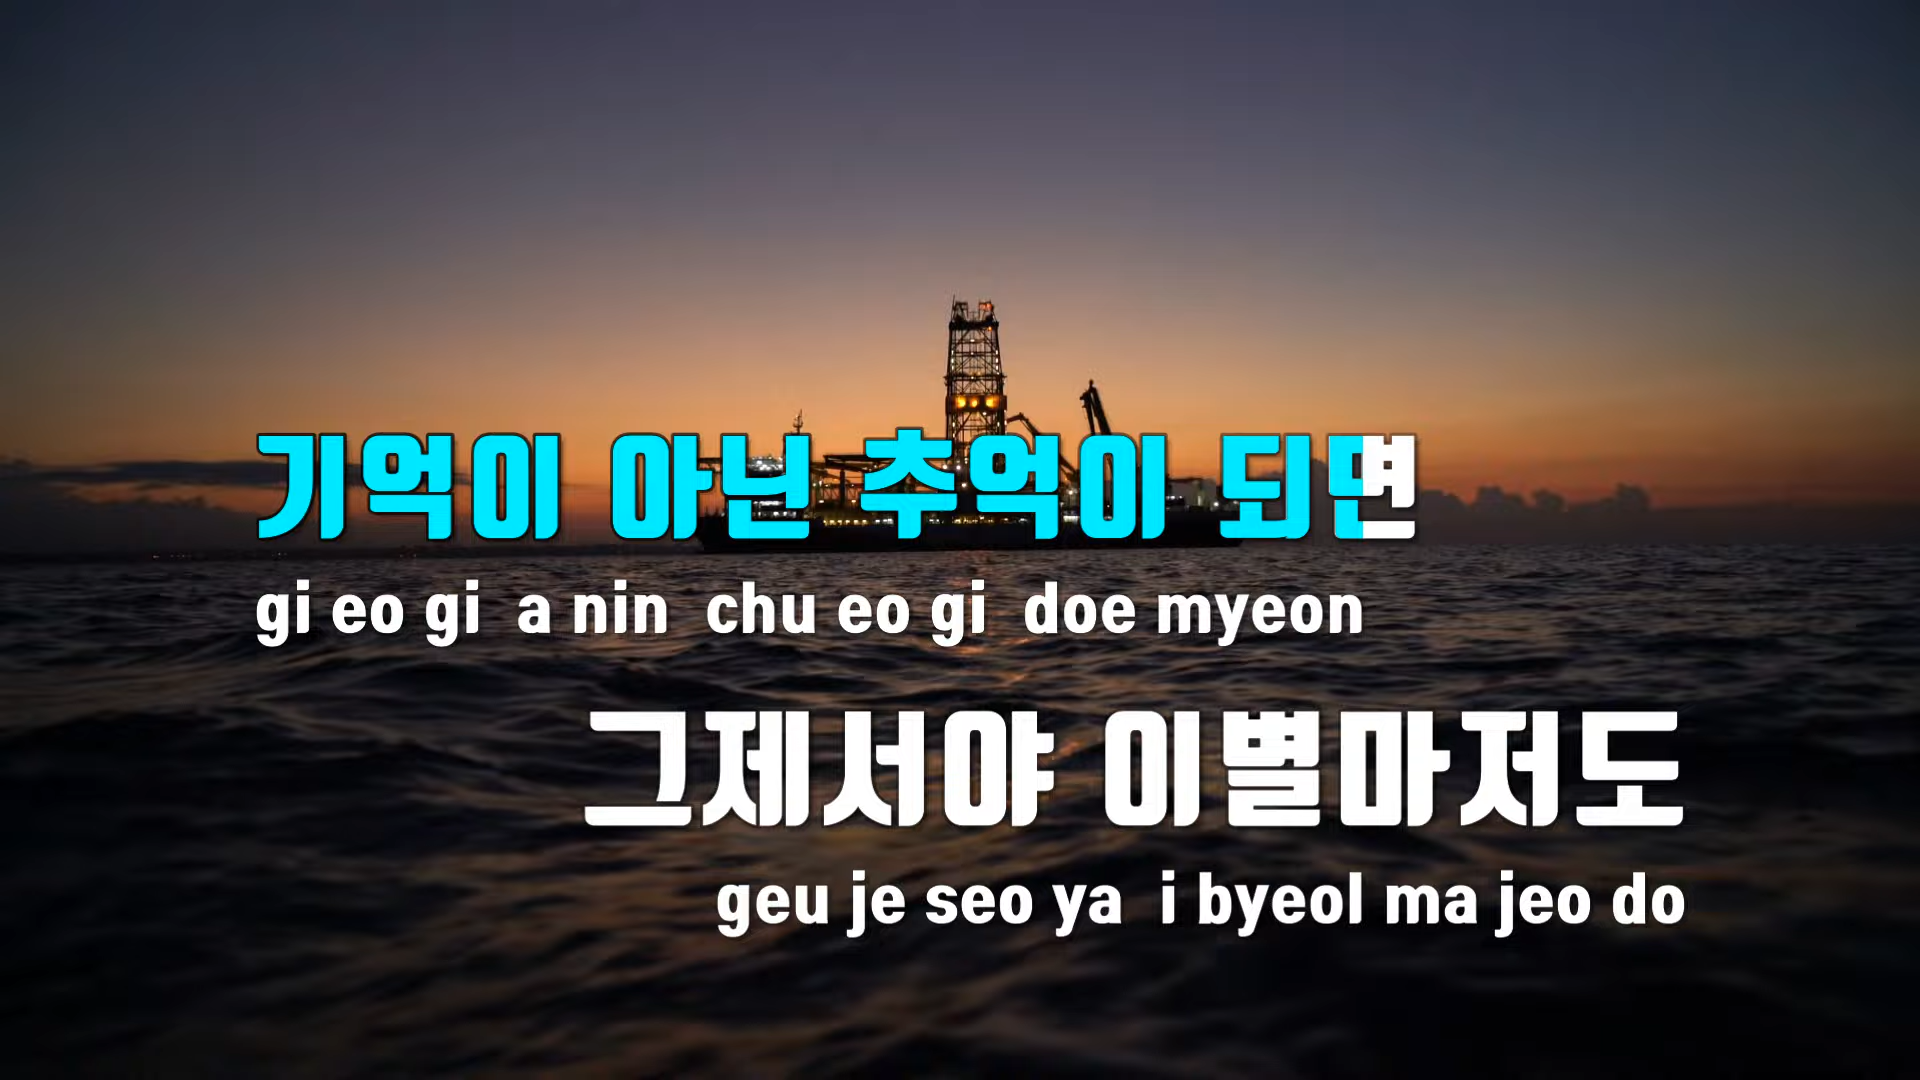 기억이 아닌 추억이 되면
gi eo gi a nin chu eo gi doe myeon
그제서야 이별마저도
geu je seo ya i byeol ma jeo do